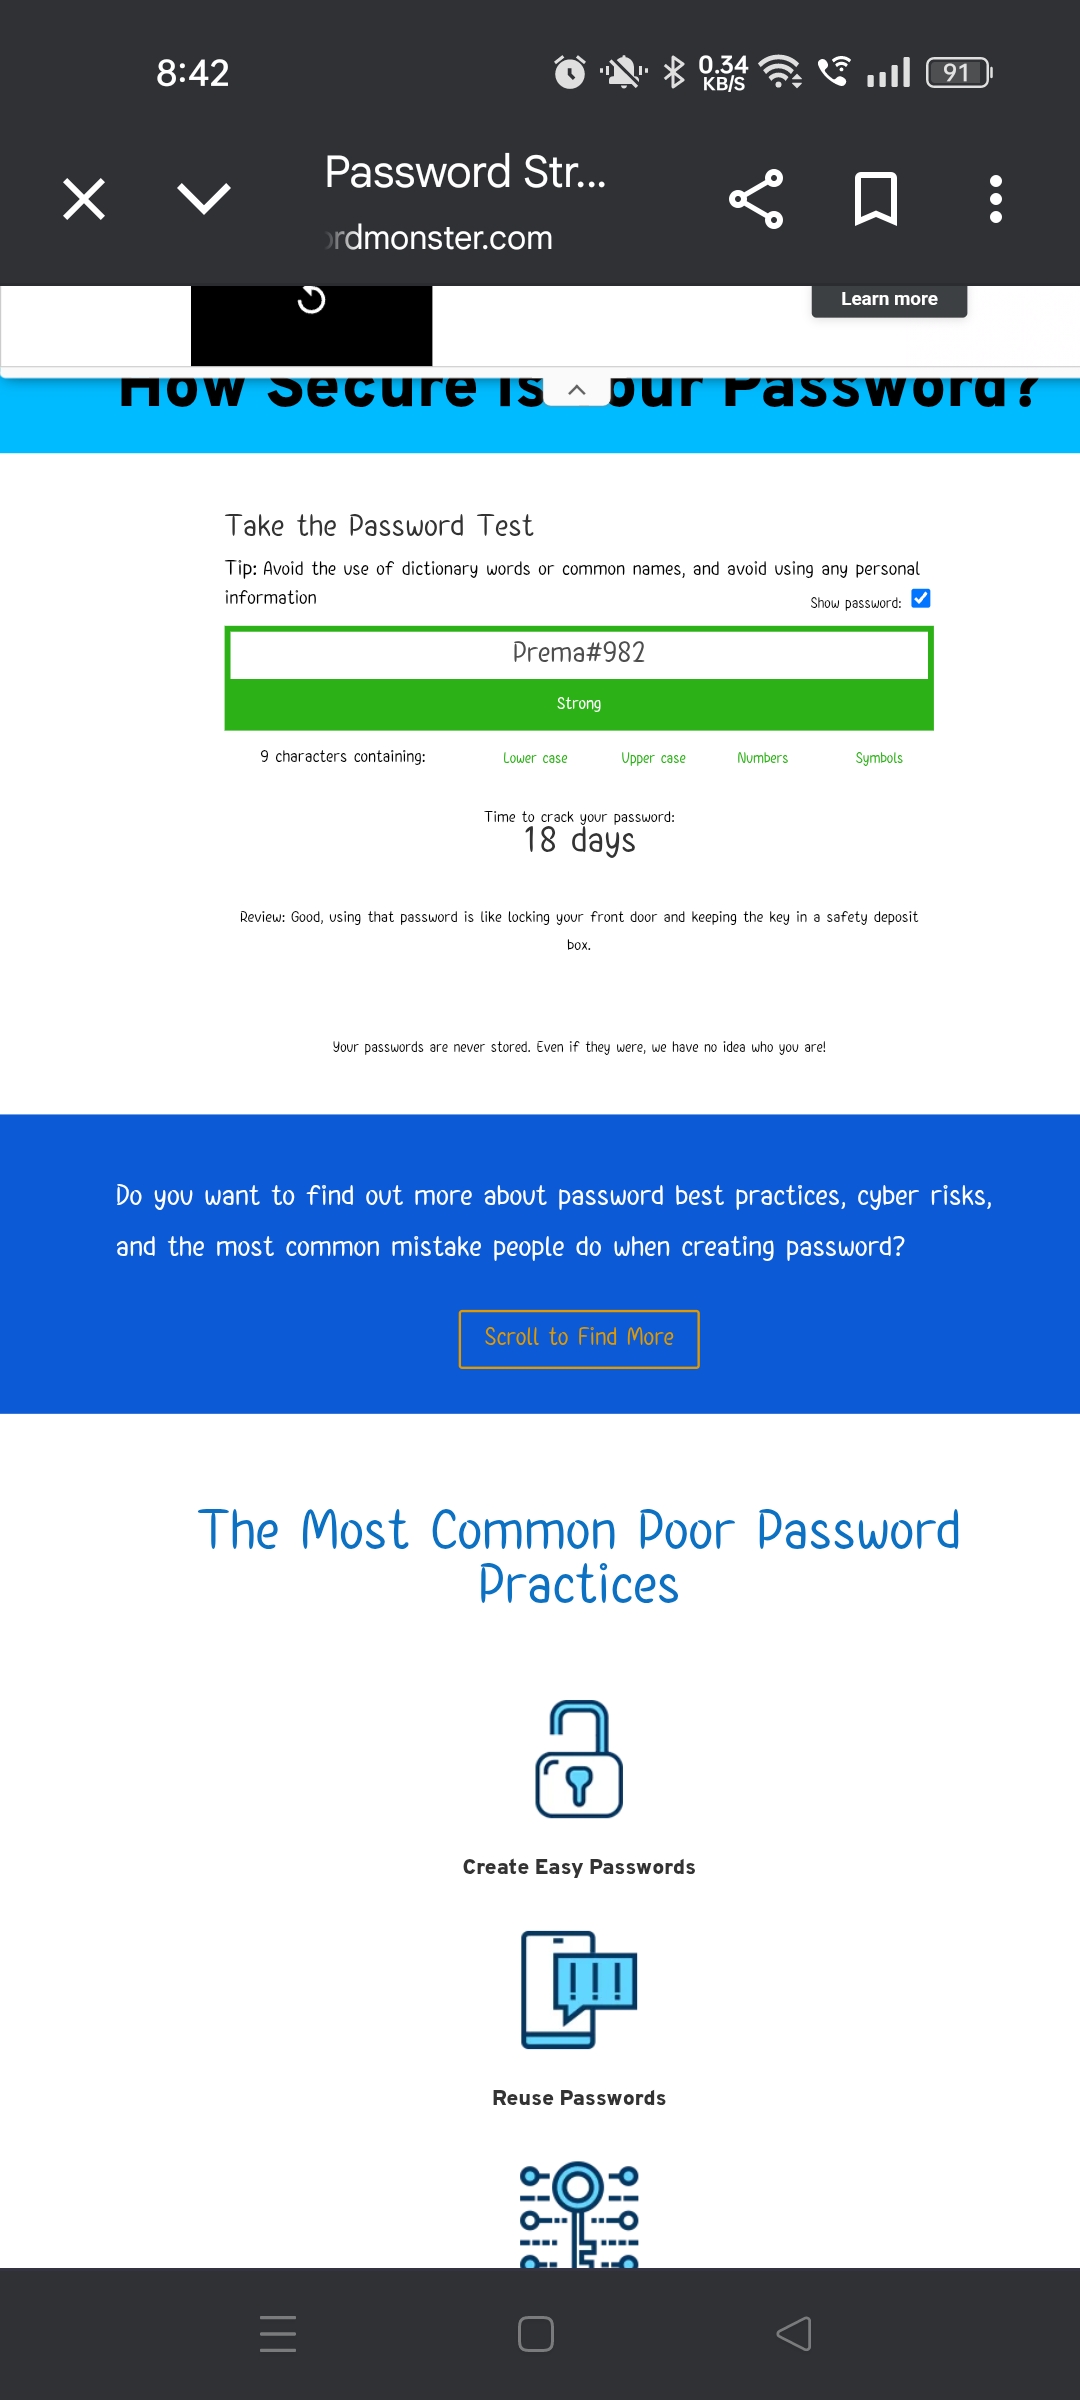 8:42
0.34
KB/S
91
Password Str...
rdmonster.com
Learn more
How Secure is our Password?
Take the Password Test
Tip: Avoid the use of dictionary words or common names, and avoid using any personal
information
Show password:
Prema#982
Strong
9 characters containing:
Lower case
Upper case
Numbers
Symbols
Time to crack your password:
18 days
Review: Good, using that password is like locking your front door and keeping the key in a safety deposit
box.
Your passwords are never stored. Even if they were, we have no idea who you are!
Do you want to find out more about password best practices, cyber risks,
and the most common mistake people do when creating password?
Scroll to Find More
The Most Common Poor Password
Practices
Create Easy Passwords
Reuse Passwords